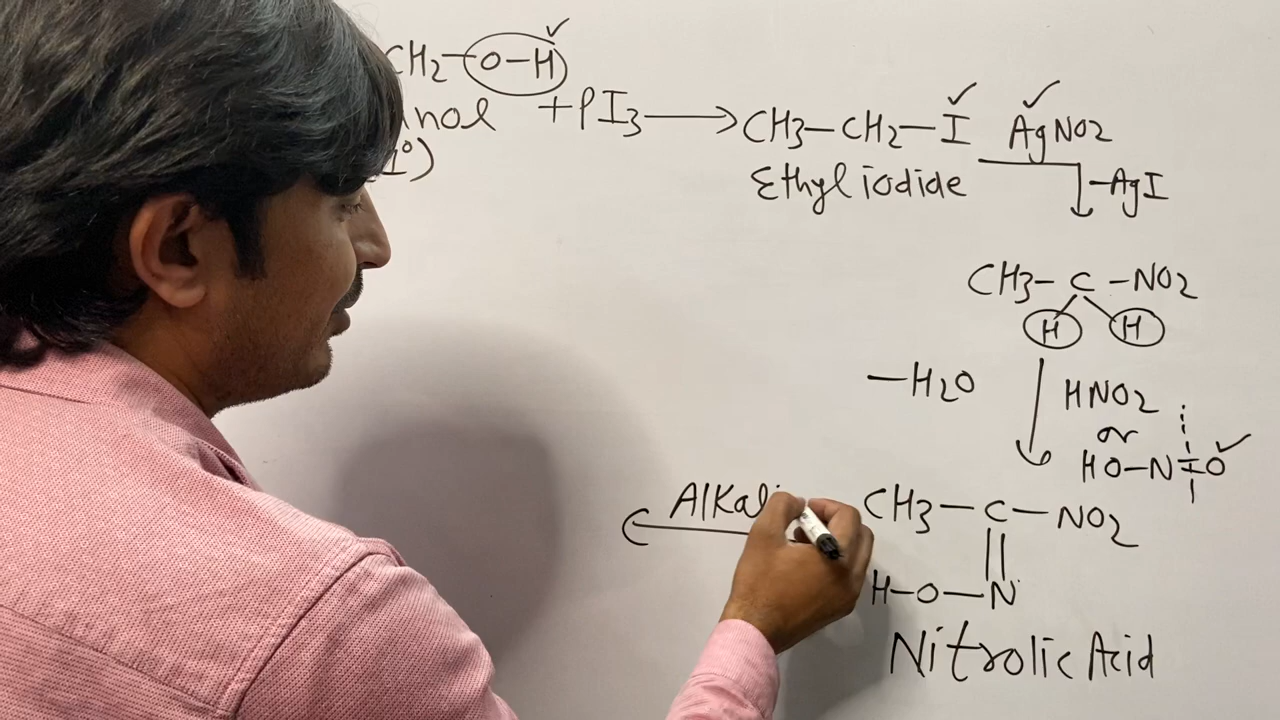 CH2-O-H
+PI3 → CH3-CH2-I AgNO2
Ethyl iodide -AgI
CH3-C-NO2
H H
-H2O HNO2
or
HO-N=O
Alkali CH3-C-NO2
H-O-N
Nitrolic Acid